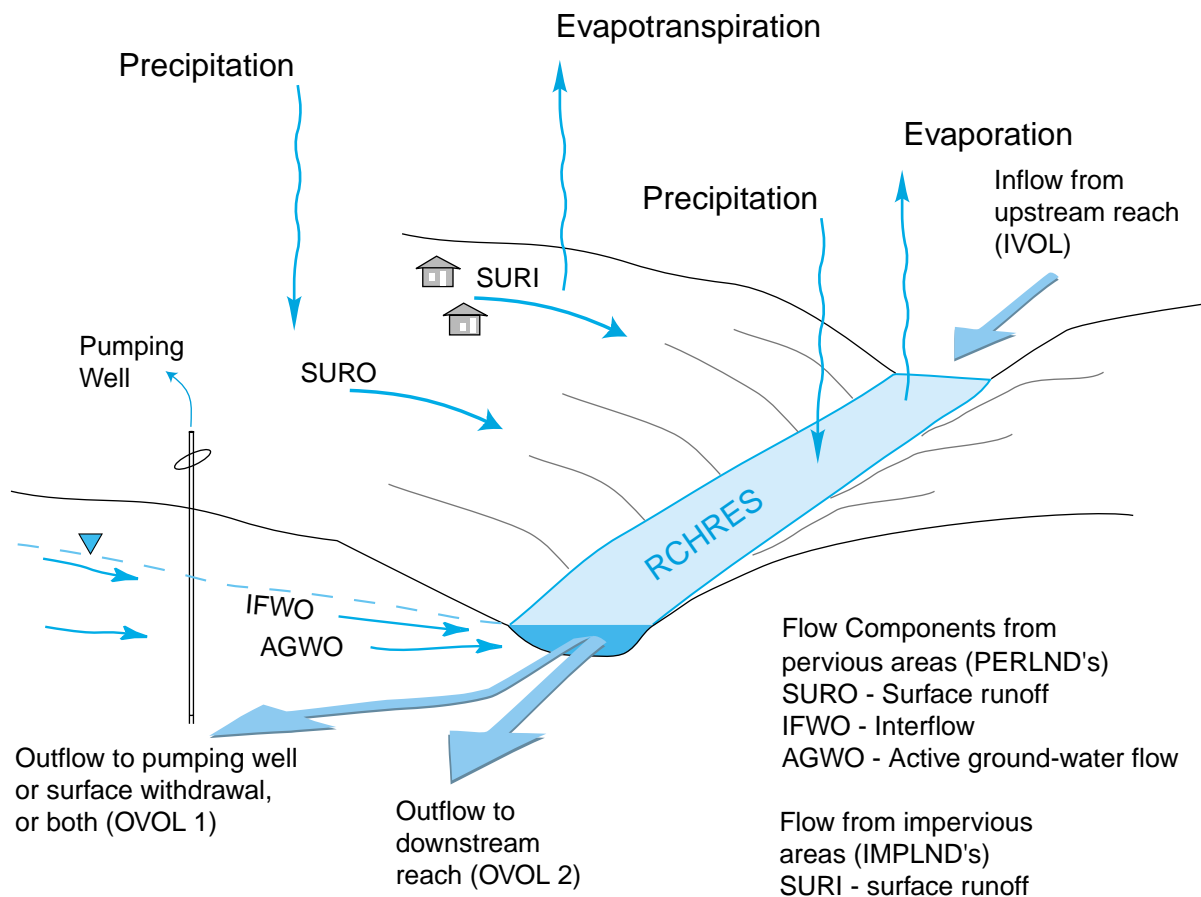 Evapotranspiration
Precipitation
Evaporation
Precipitation
Inflow from
upstream reach
(IVOL)
SURI
Pumping
Well
SURO
RCHRES
IFWO
AGWO
Flow Components from
pervious areas (PERLND's)
SURO - Surface runoff
IFWO - Interflow
AGWO - Active ground-water flow
Outflow to pumping well
or surface withdrawal,
or both (OVOL 1)
Outflow to
downstream
reach (OVOL 2)
Flow from impervious
areas (IMPLND's)
SURI - surface runoff